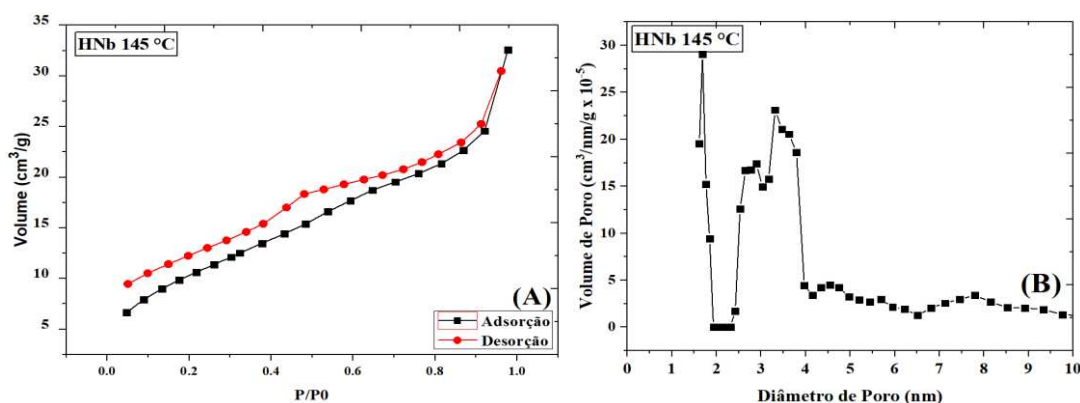 HNb 145 °C
Volume (cm³/g)
35
30
25
20
15
10
5
0.0 0.2 0.4 0.6 0.8 1.0
P/P0
(A)
Adsorção
Desorção
HNb 145 °C
Volume de Poro (cm³/nm/g x 10⁻⁵)
30
25
20
15
10
5
0
0 1 2 3 4 5 6 7 8 9 10
Diâmetro de Poro (nm)
(B)